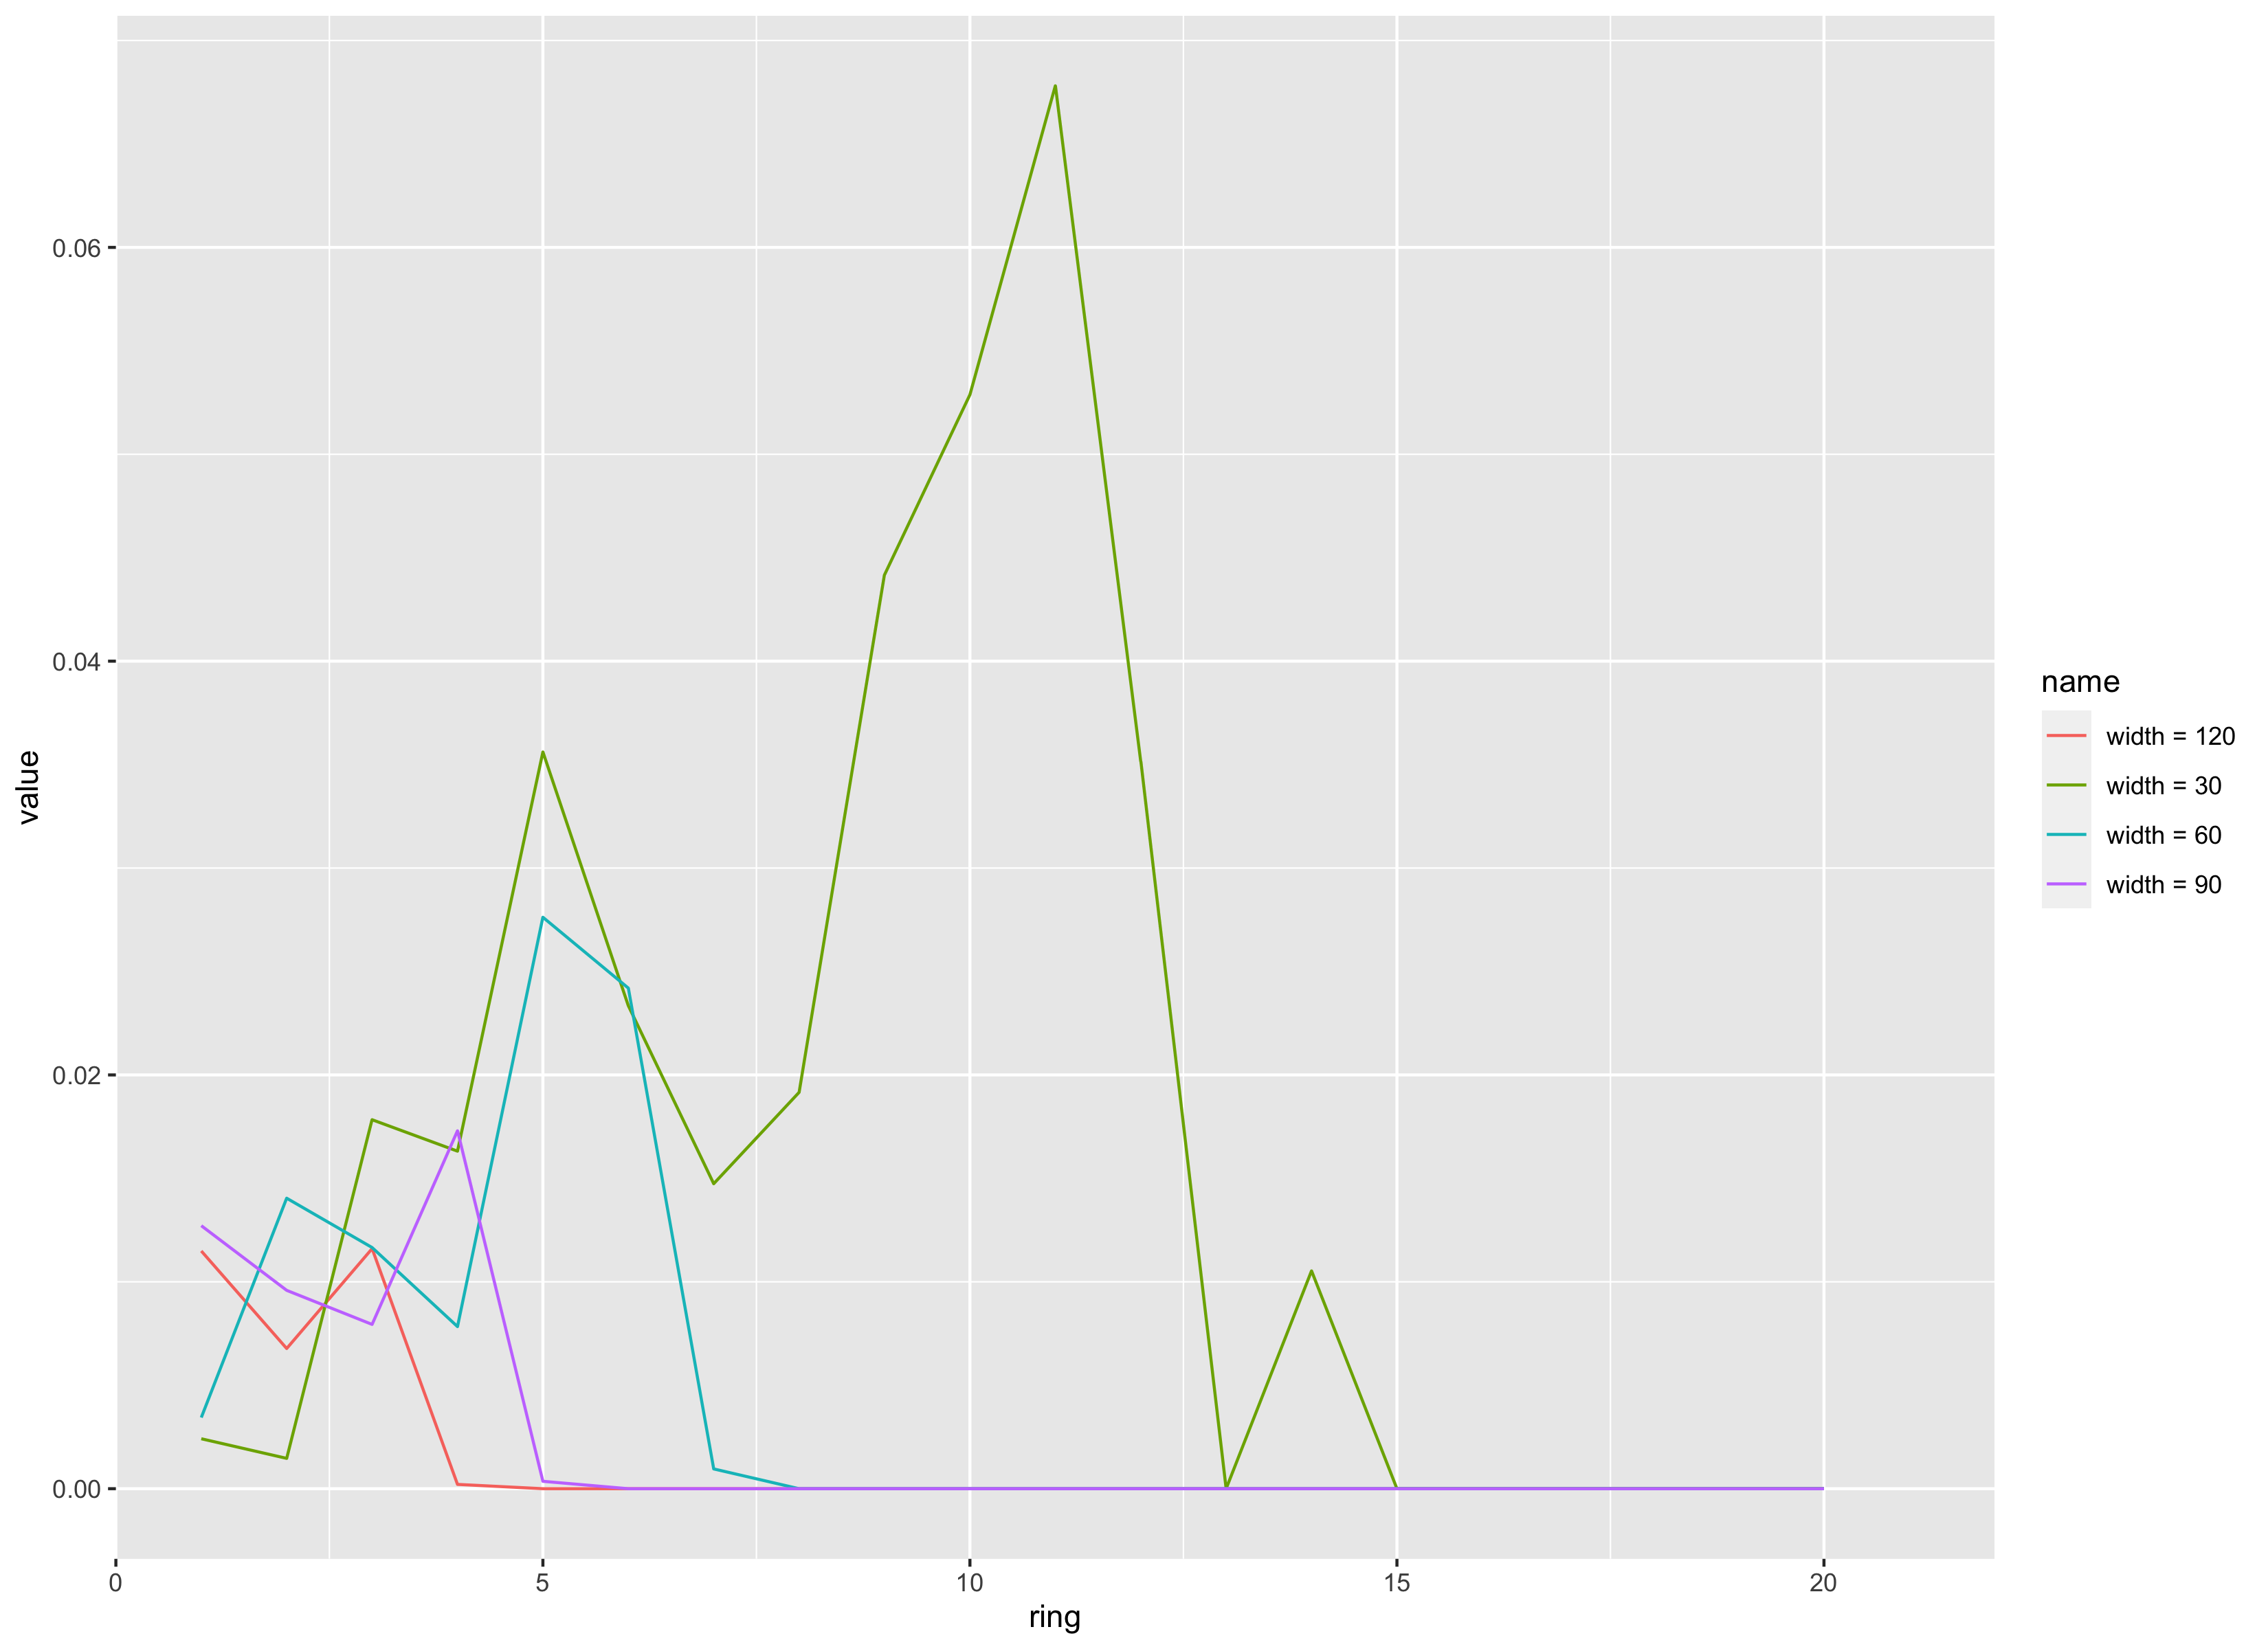 0.06
0.04
0.02
0.00
value
0 5 10 15 20
ring
name
width = 120
width = 30
width = 60
width = 90